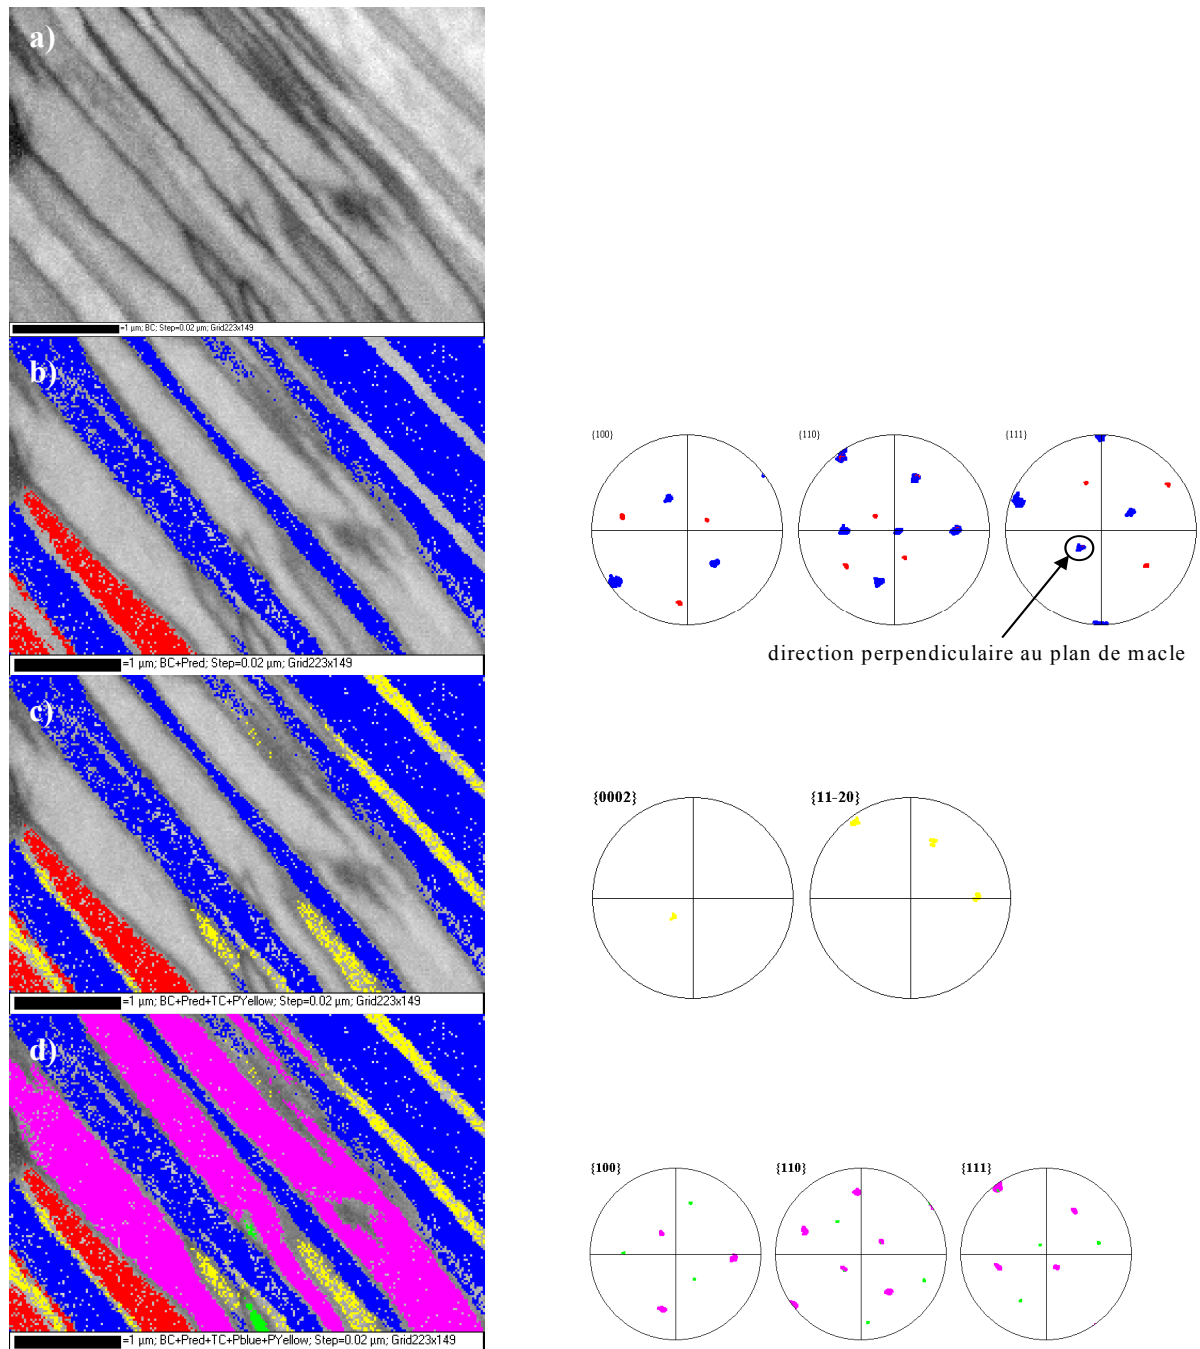 a)
=1 µm; BC; Step=0.02 µm; Grid223x149
b)
{100}
{110}
{111}
direction perpendiculaire au plan de macle
=1 µm; BC+Pred; Step=0.02 µm; Grid223x149
c)
{0002}
{11-20}
=1 µm; BC+Pred+TC+PYellow; Step=0.02 µm; Grid223x149
d)
{100}
{110}
{111}
=1 µm; BC+Pred+TC+Pblue+PYellow; Step=0.02 µm; Grid223x149